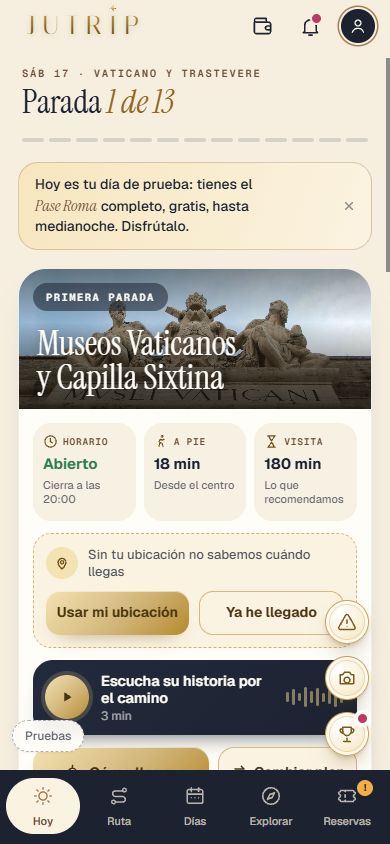 JUTRIP
SÁB 17 · VATICANO Y TRASTEVERE
Parada 1 de 13
Hoy es tu día de prueba: tienes el
Pase Roma completo, gratis, hasta
medianoche. Disfrútalo.
×
PRIMERA PARADA
Museos Vaticanos
y Capilla Sixtina
HORARIO
Abierto
Cierra a las
20:00
A PIE
18 min
Desde el centro
VISITA
180 min
Lo que
recomendamos
Sin tu ubicación no sabemos cuándo
llegas
Usar mi ubicación
Ya he llegado
Escucha su historia por
el camino
3 min
Pruebas
Hoy
Ruta
Días
Explorar
!
Reservas